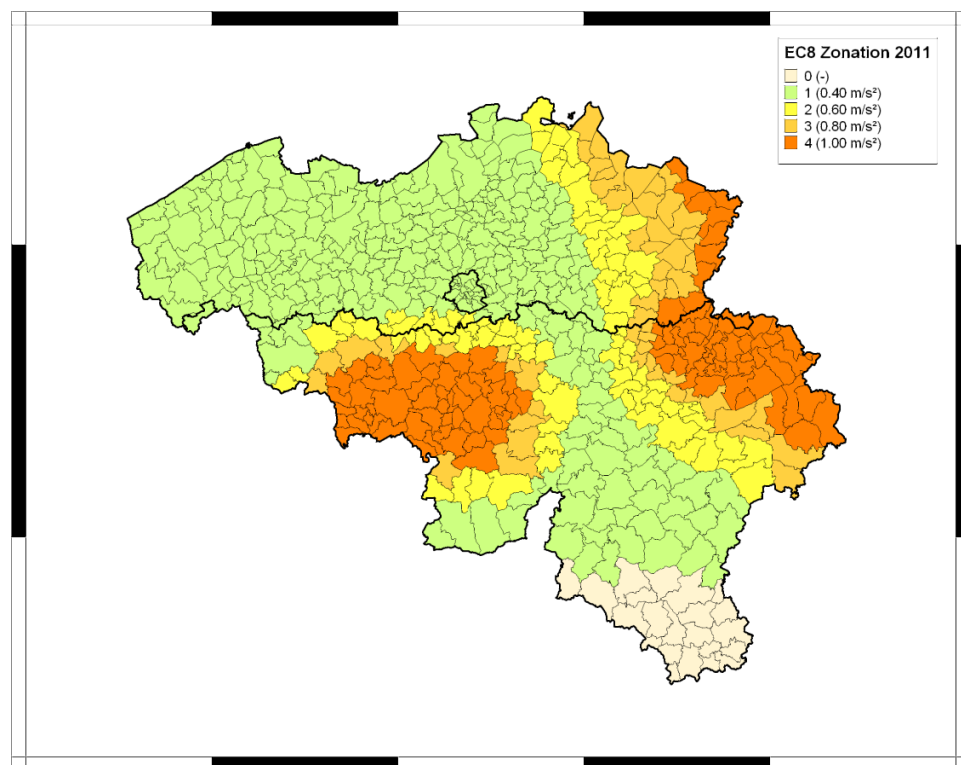 EC8 Zonation 2011
0 (-)
1 (0.40 m/s²)
2 (0.60 m/s²)
3 (0.80 m/s²)
4 (1.00 m/s²)